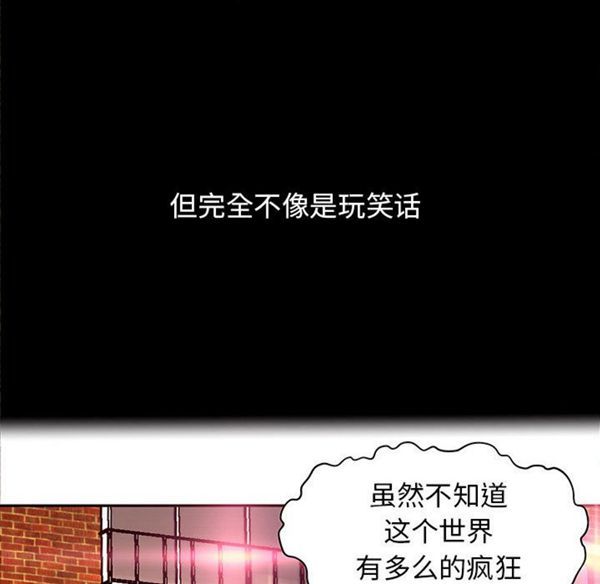 但完全不像是玩笑话
虽然不知道
这个世界
有多么的疯狂